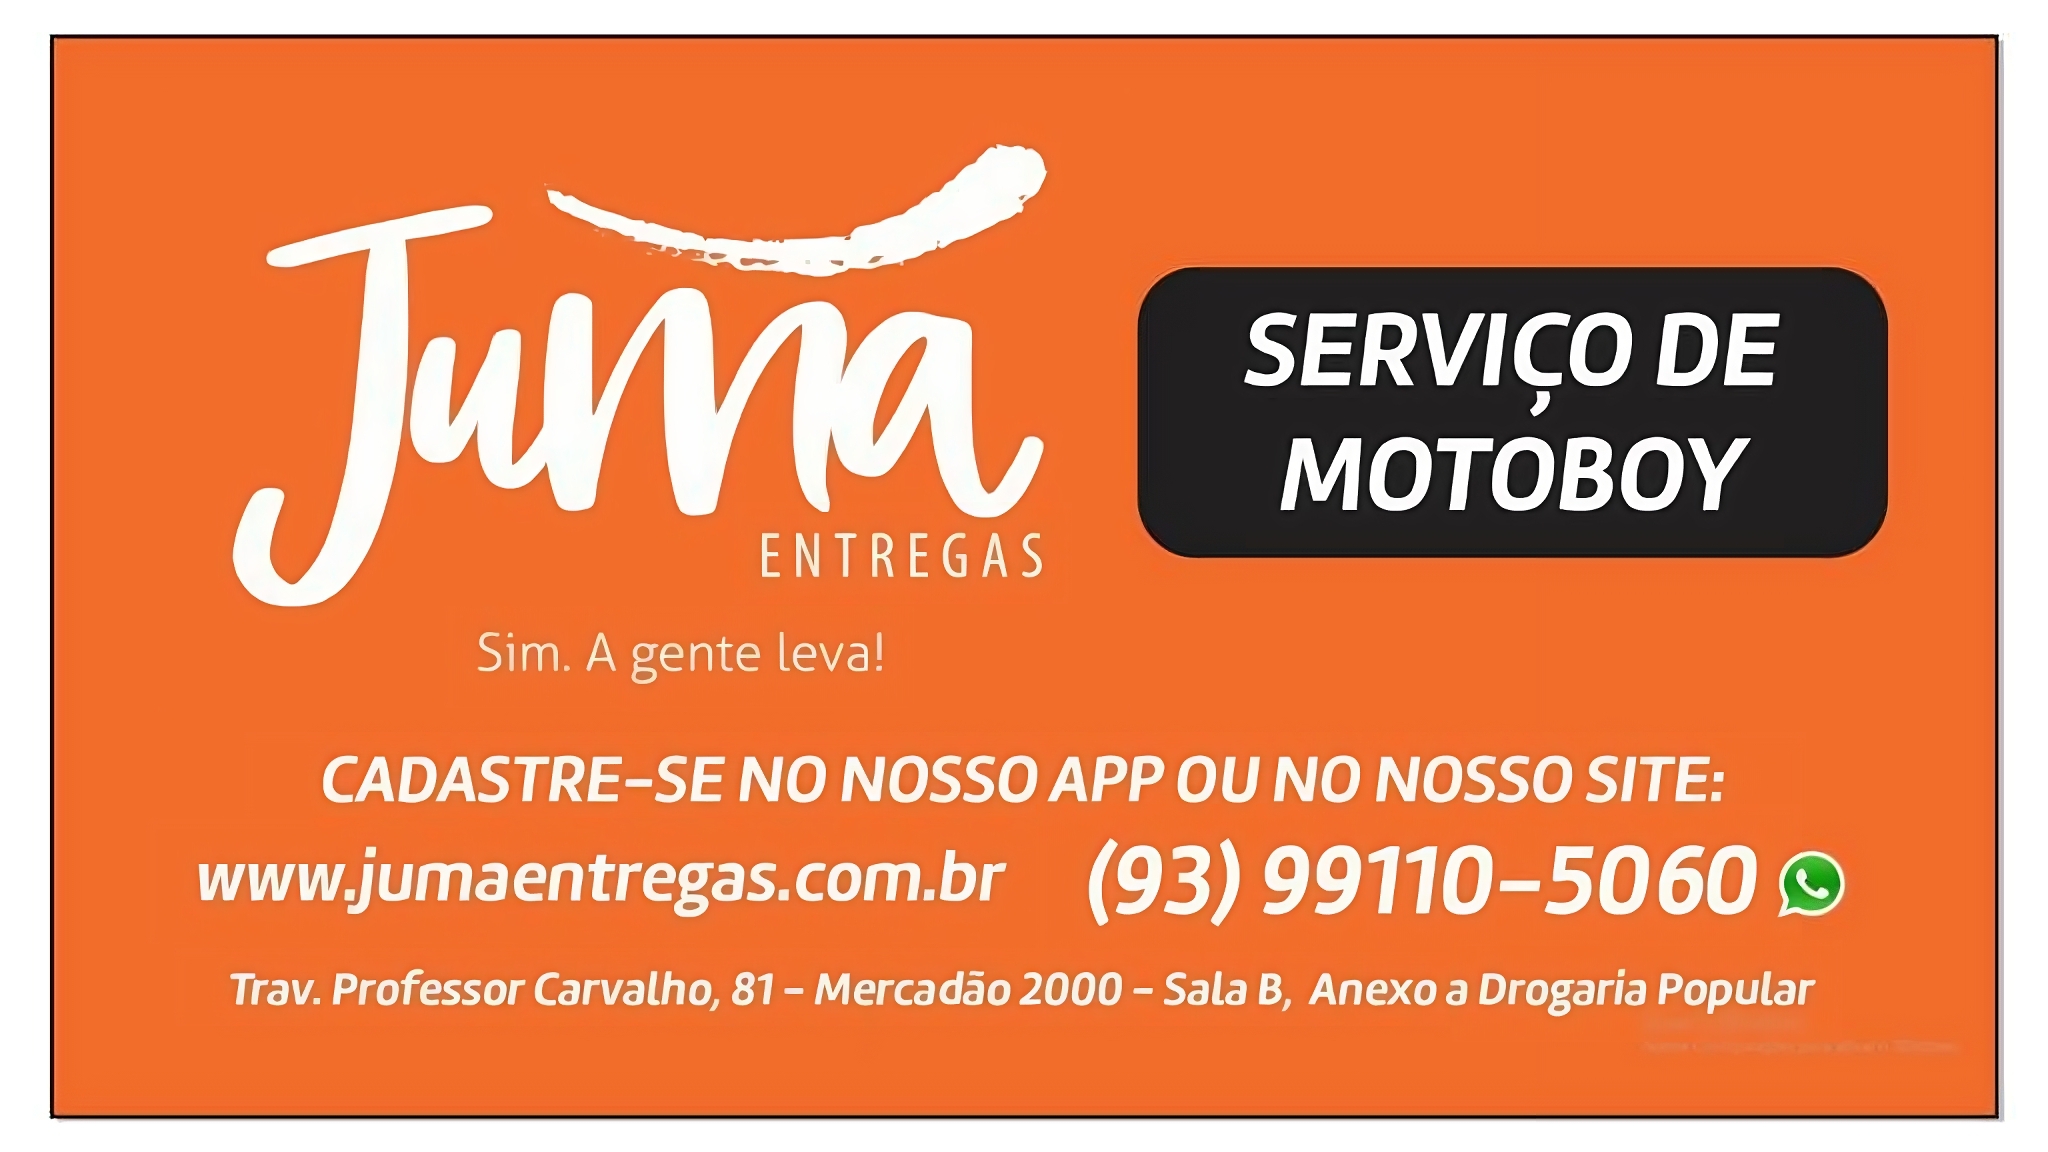 Juma
ENTREGAS
Sim. A gente leva!
SERVIÇO DE
MOTOBOY
CADASTRE-SE NO NOSSO APP OU NO NOSSO SITE:
www.jumaentregas.com.br (93) 99110-5060
Trav. Professor Carvalho, 81 - Mercadão 2000 - Sala B, Anexo a Drogaria Popular